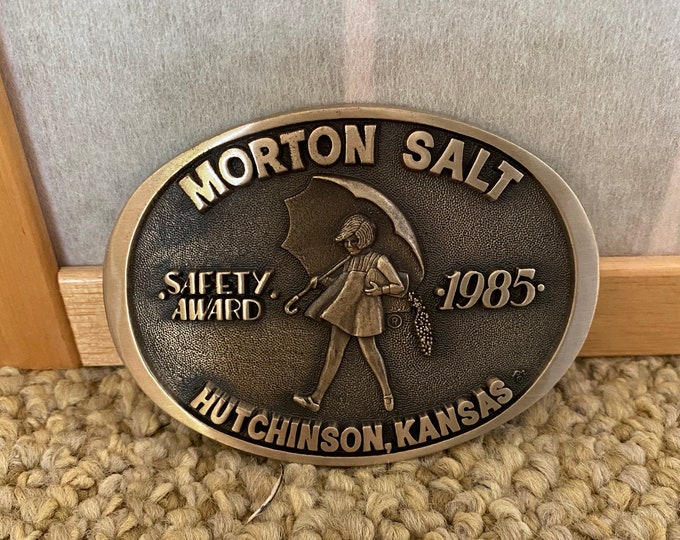 MORTON SALT
·SAFETY·
AWARD
·1985·
®
HUTCHINSON, KANSAS